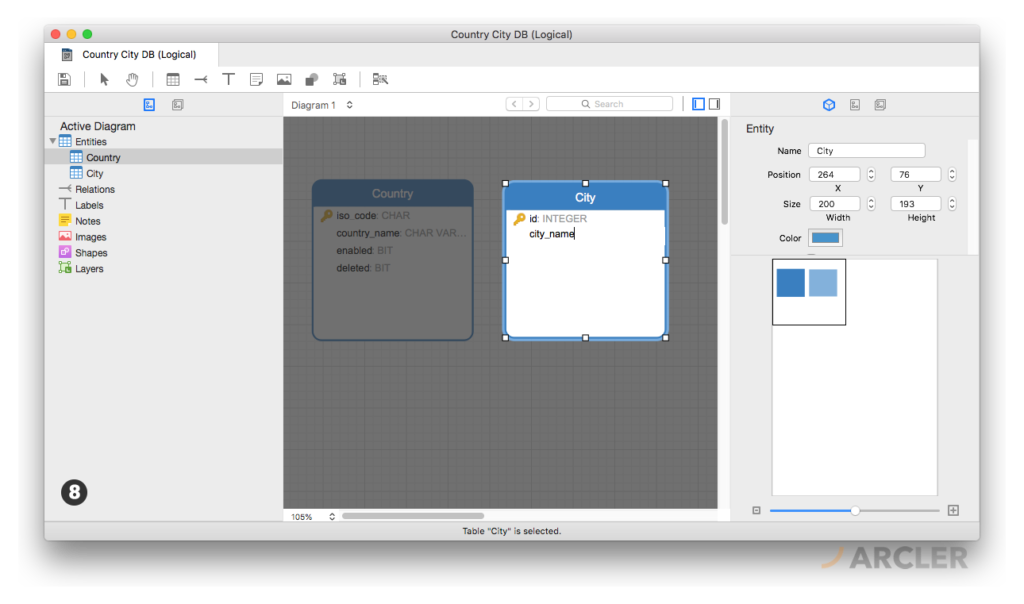 Country City DB (Logical)
Country City DB (Logical)
Diagram 1
Search
Active Diagram
Entities
Country
City
Relations
Labels
Notes
Images
Shapes
Layers
Country
iso_code: CHAR
country_name: CHAR VAR...
enabled: BIT
deleted: BIT
City
id: INTEGER
city_name
Entity
Name City
Position 264 76
X Y
Size 200 193
Width Height
Color
8
105%
Table "City" is selected.
ARCLER